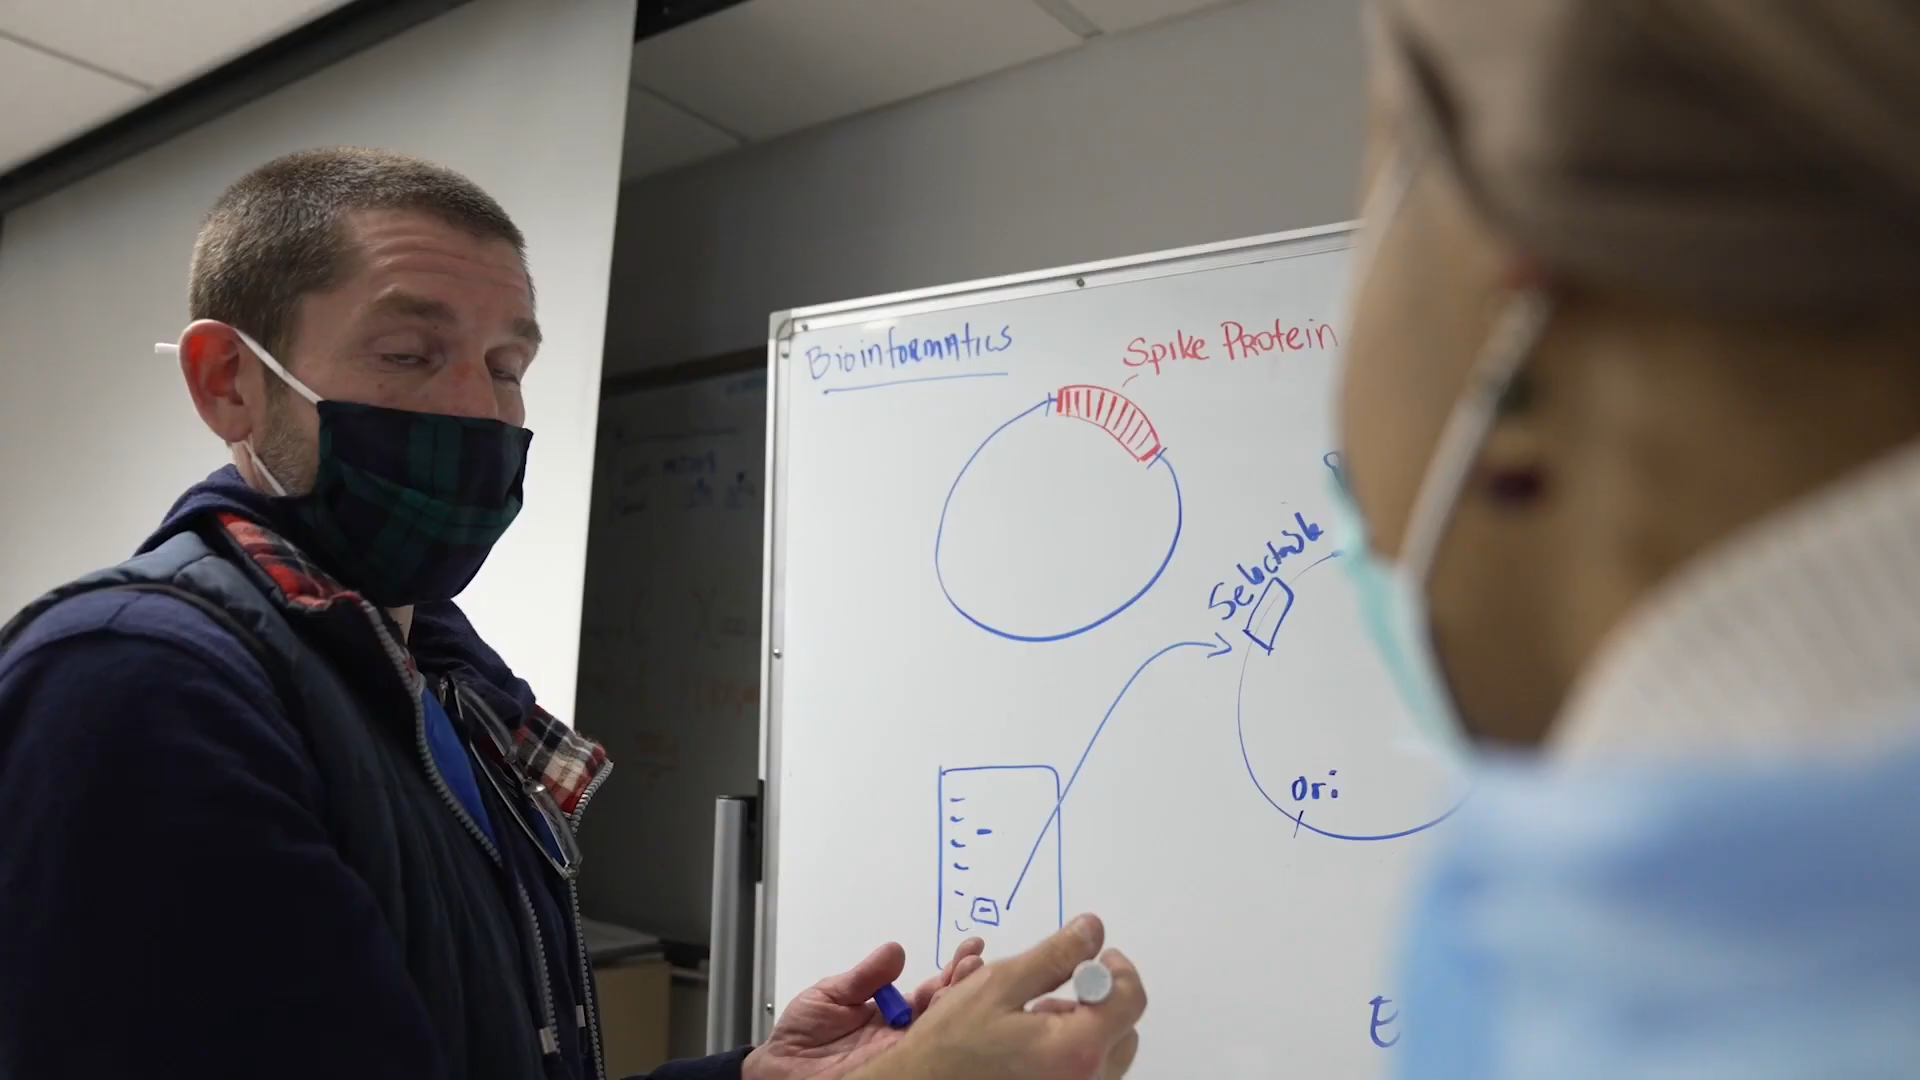 Bioinformatics
Spike Protein
Selectable
Ori
E